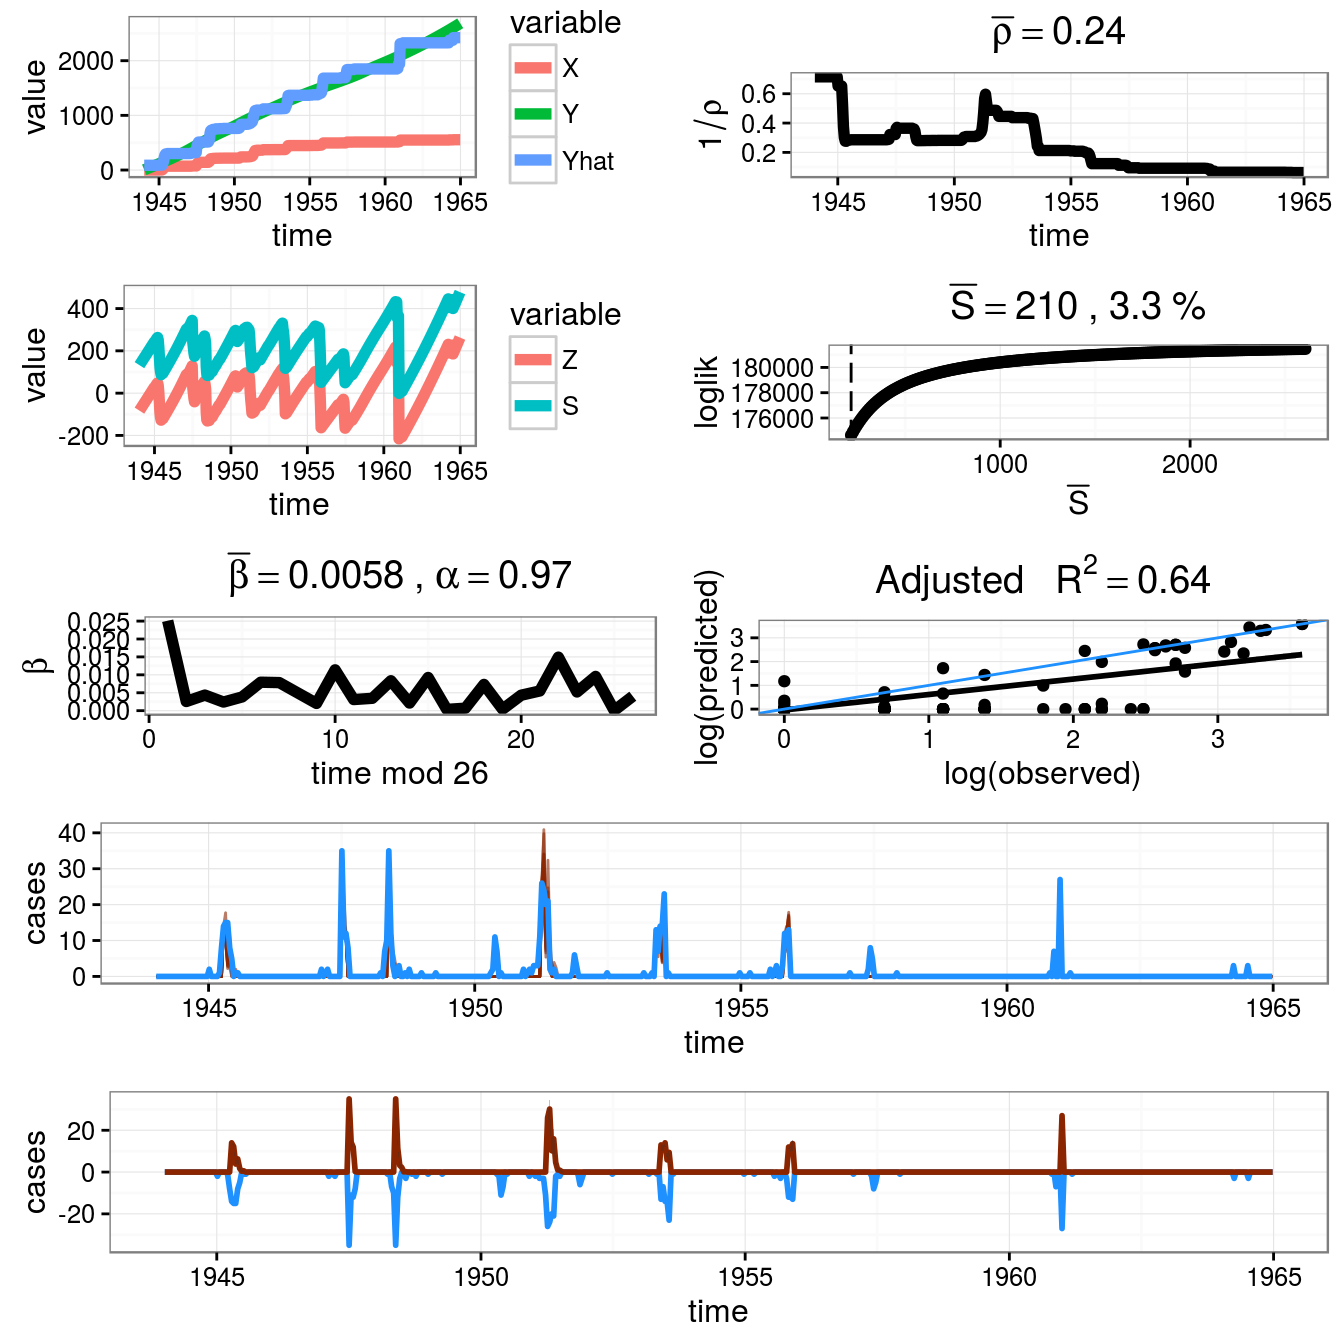 variable
value
2000
1000
0
X
Y
Yhat
1945 1950 1955 1960 1965
time
ρ̅ = 0.24
1/ρ
0.6
0.4
0.2
1945 1950 1955 1960 1965
time
variable
value
400
200
0
-200
Z
S
1945 1950 1955 1960 1965
time
S̅ = 210 , 3.3 %
loglik
180000
178000
176000
1000 2000
S̅
β̅ = 0.0058 , α = 0.97
β
0.025
0.020
0.015
0.010
0.005
0.000
0 10 20
time mod 26
Adjusted R² = 0.64
log(predicted)
3
2
1
0
0 1 2 3
log(observed)
cases
40
30
20
10
0
1945 1950 1955 1960 1965
time
cases
20
0
-20
1945 1950 1955 1960 1965
time